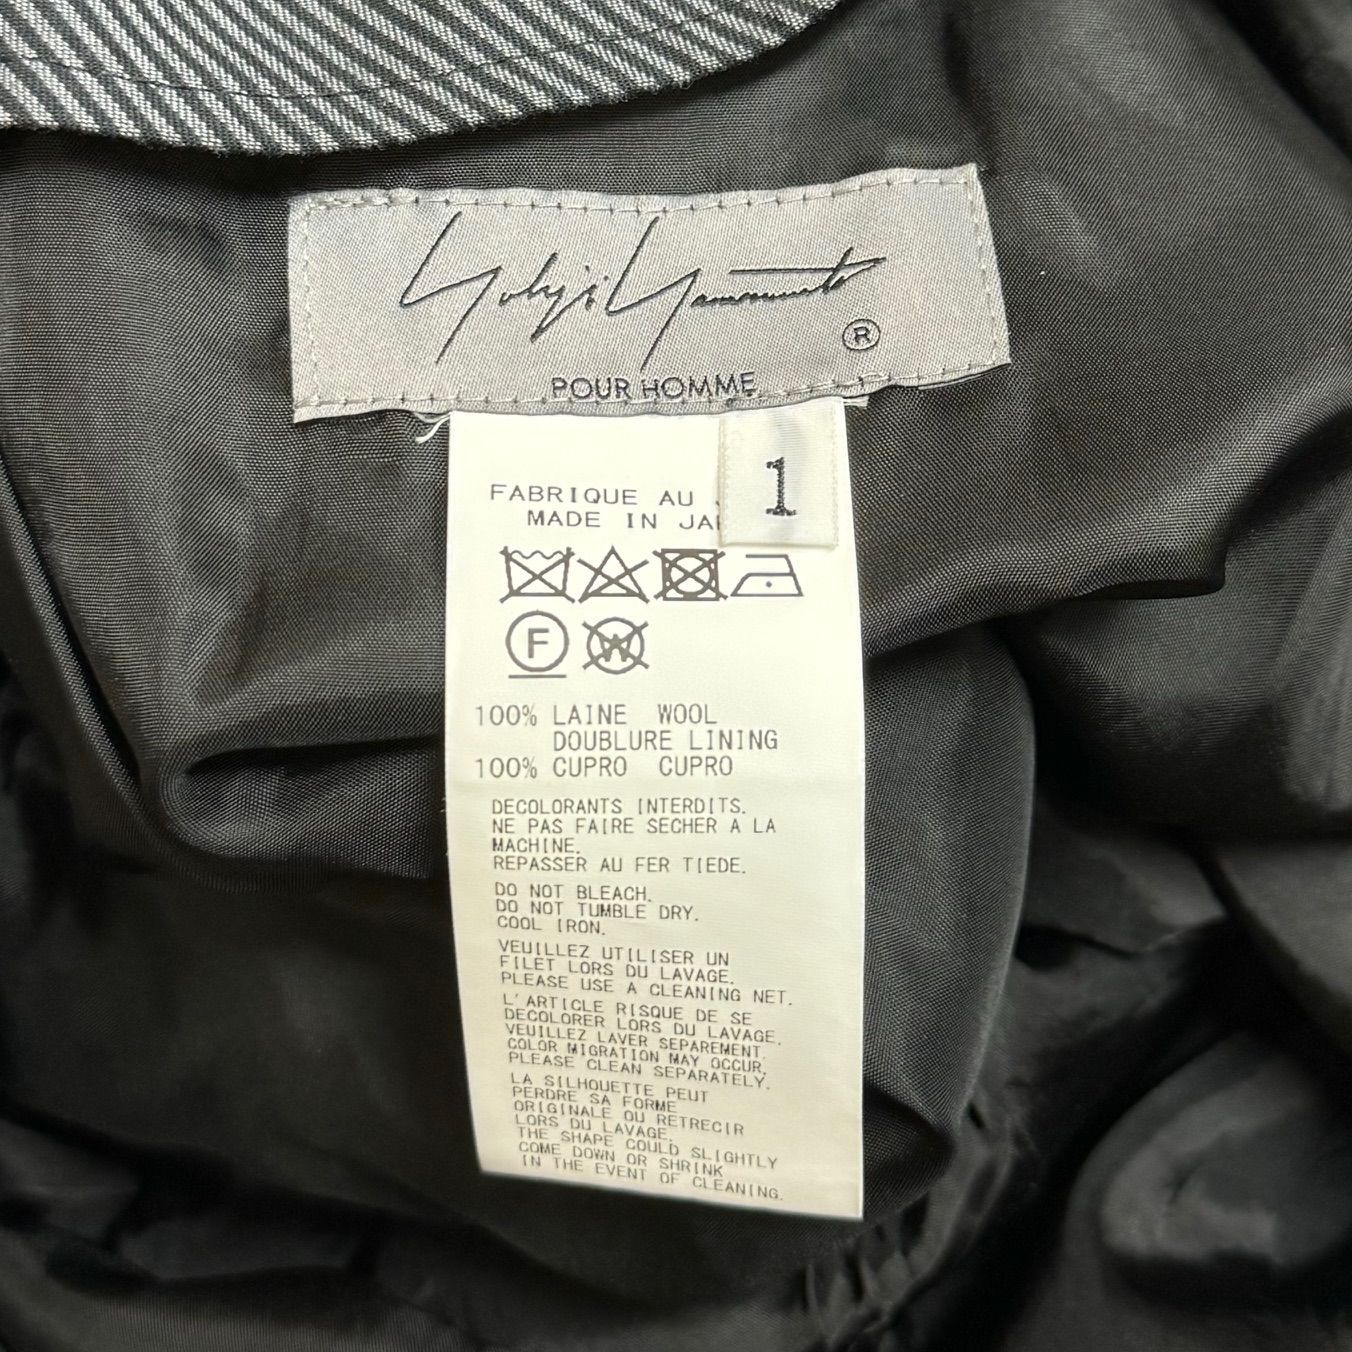 Yohji Yamamoto
®
POUR HOMME
1
FABRIQUE AU
MADE IN
F
W
100% LAINE WOOL
DOUBLURE LINING
100% CUPRO CUPRO
DECOLORANTS INTERDITS.
NE PAS FAIRE SECHER A LA
MACHINE.
REPASSER AU FER TIEDE.
DO NOT BLEACH.
DO NOT TUMBLE DRY.
COOL IRON.
VEUILLEZ UTILISER UN
FILET LORS DU LAVAGE.
PLEASE USE A CLEANING NET.
L'ARTICLE RISQUE DE SE
DECOLORER LORS DU LAVAGE.
VEUILLEZ LAVER SEPAREMENT.
COLOR MIGRATION MAY OCCUR,
PLEASE CLEAN SEPARATELY.
LA SILHOUETTE PEUT
PERDRE SA FORME
ORIGINALE OU RETRECIR
LORS DU LAVAGE.
THE SHAPE COULD SLIGHTLY
COME DOWN OR SHRINK
IN THE EVENT OF CLEANING.